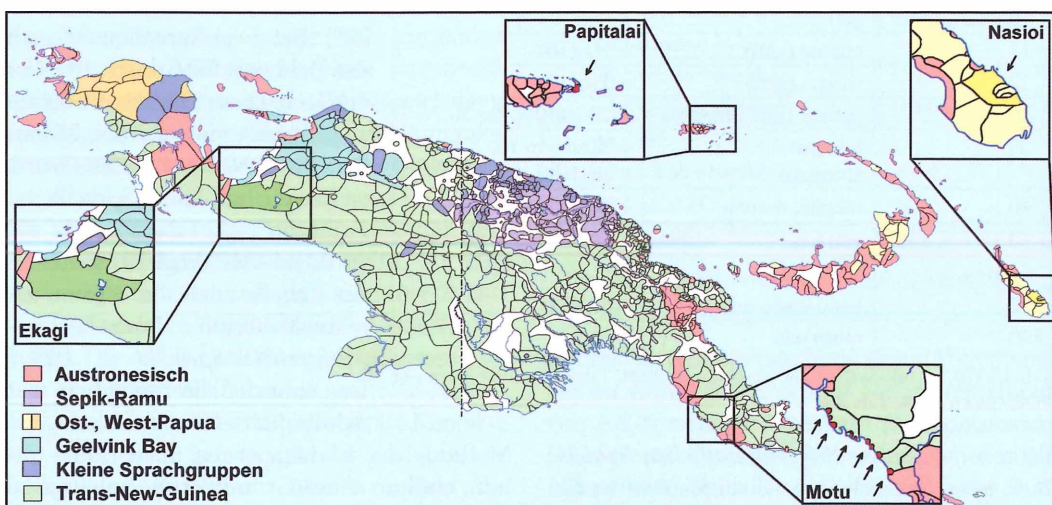 Papitalai
Nasioi
Ekagi
Austronesisch
Sepik-Ramu
Ost-, West-Papua
Geelvink Bay
Kleine Sprachgruppen
Trans-New-Guinea
Motu